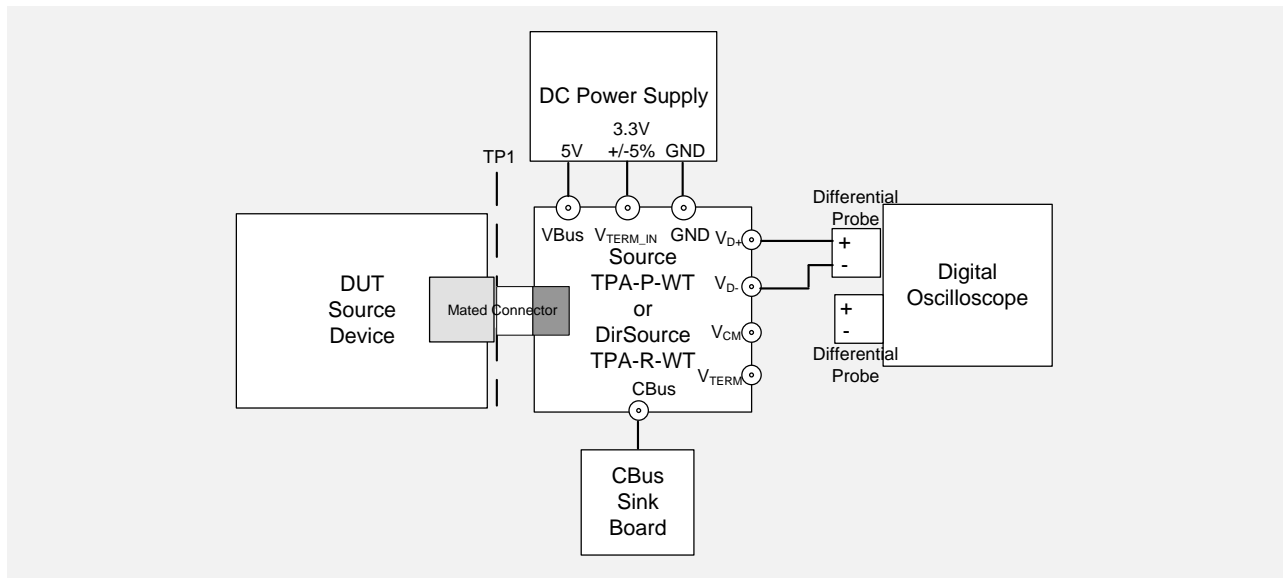 DC Power Supply
3.3V
5V +/-5% GND
TP1
Differential
Probe
VBus VTERM_IN GND VD+
Source
TPA-P-WT
or
DirSource
TPA-R-WT
CBus
VD-
VCM
VTERM
DUT
Source
Device
Mated Connector
+
-
Digital
Oscilloscope
+
-
Differential
Probe
CBus
Sink
Board